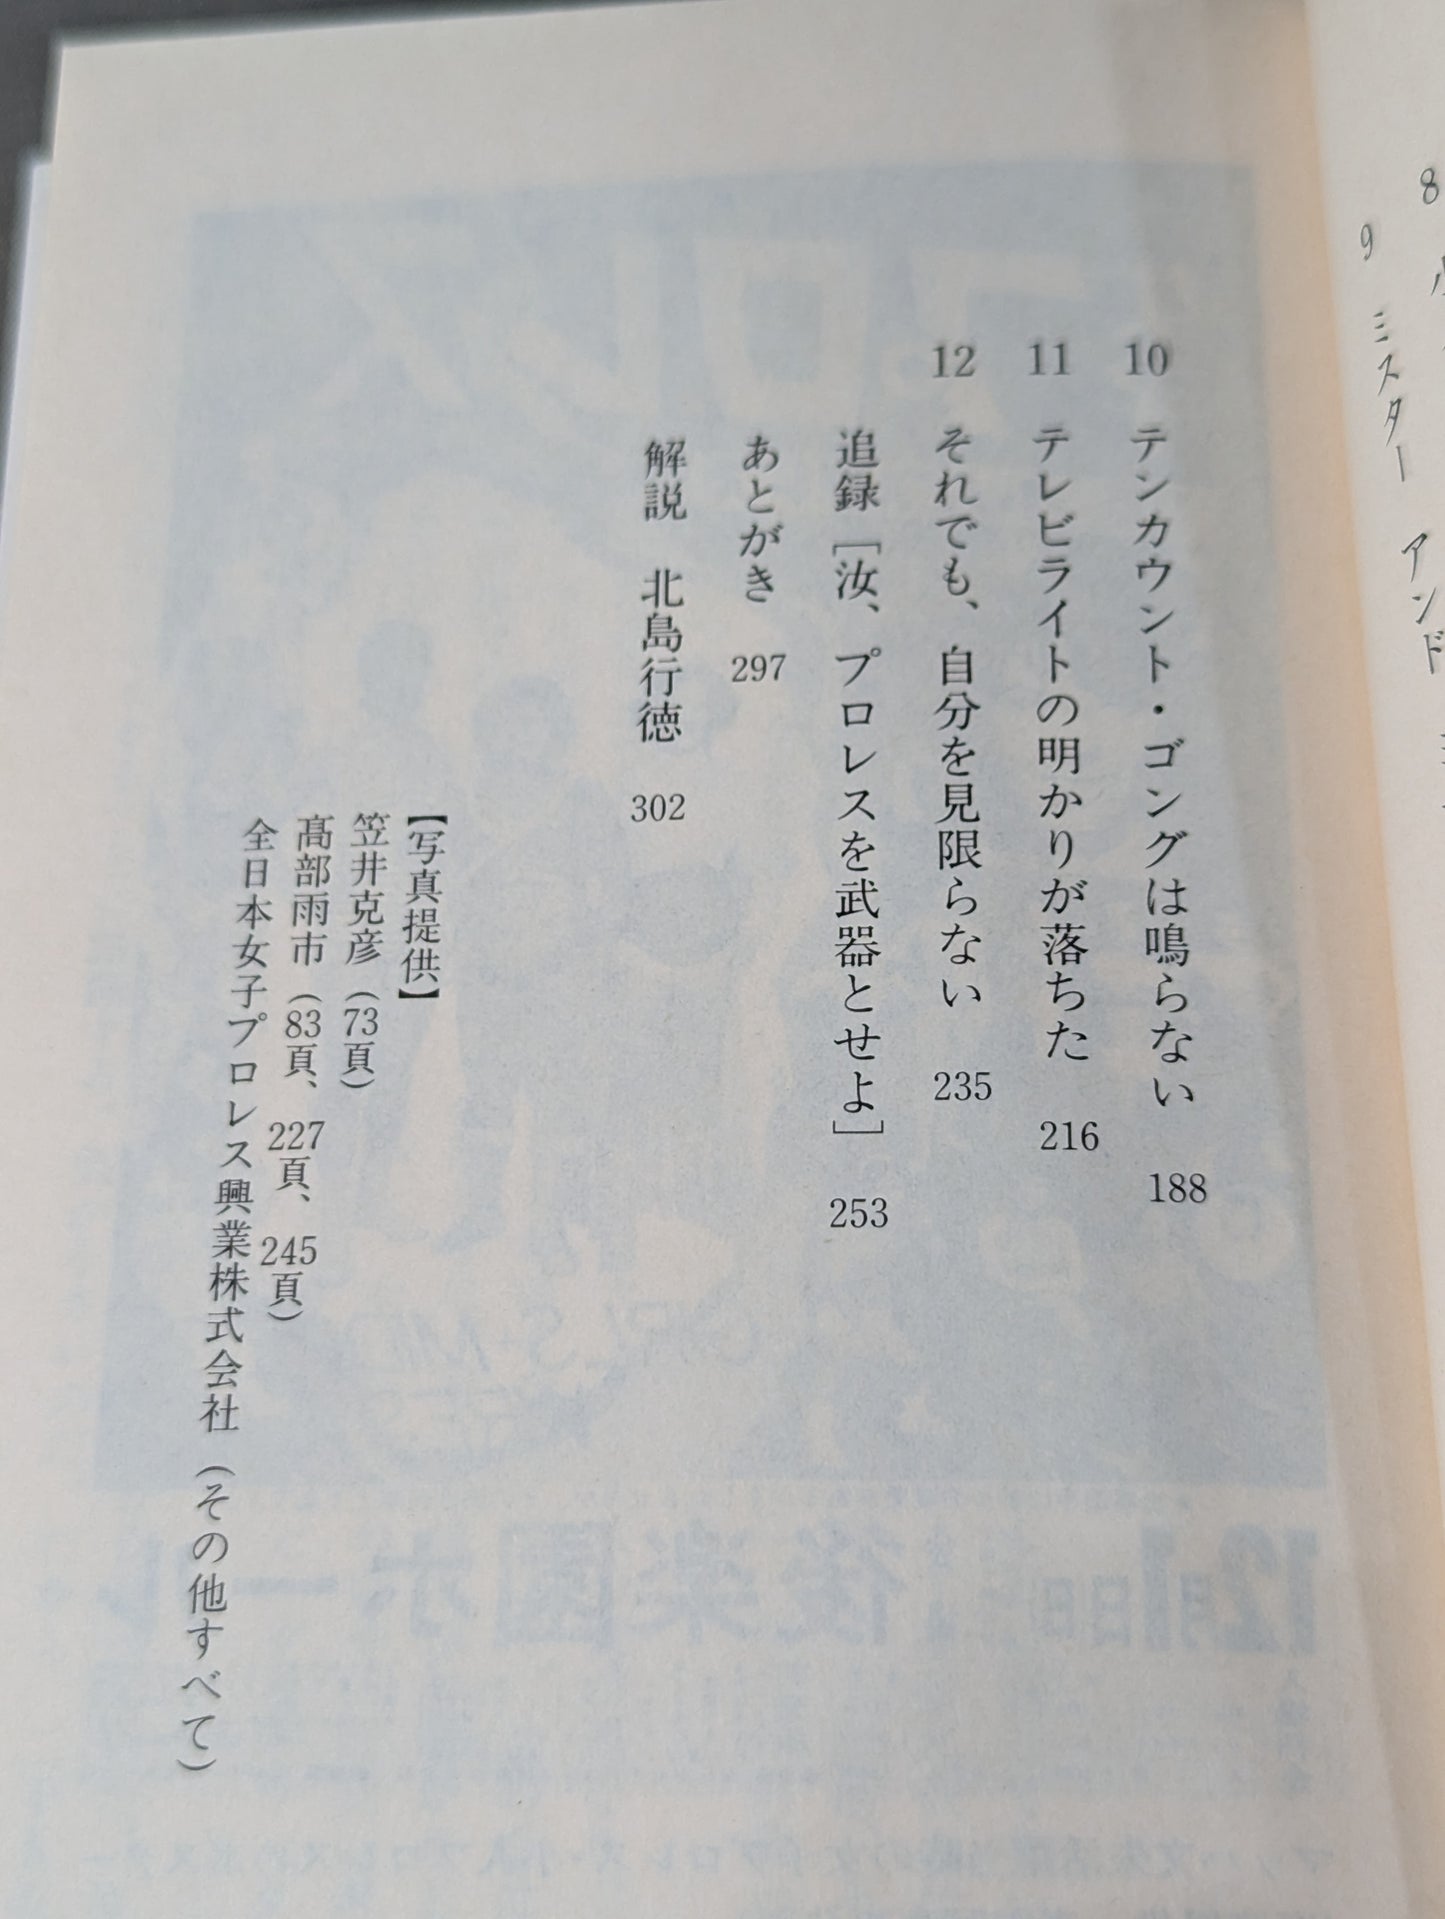 9 ミスター アンド
10 テンカウント・ゴングは鳴らない 188
11 テレビライトの明かりが落ちた 216
12 それでも、自分を見限らない 235
追録［汝、プロレスを武器とせよ］ 253
あとがき 297
解説 北島行徳 302
【写真提供】
笠井克彦（73頁）
髙部雨市（83頁、227頁、245頁）
全日本女子プロレス興業株式会社（その他すべて）